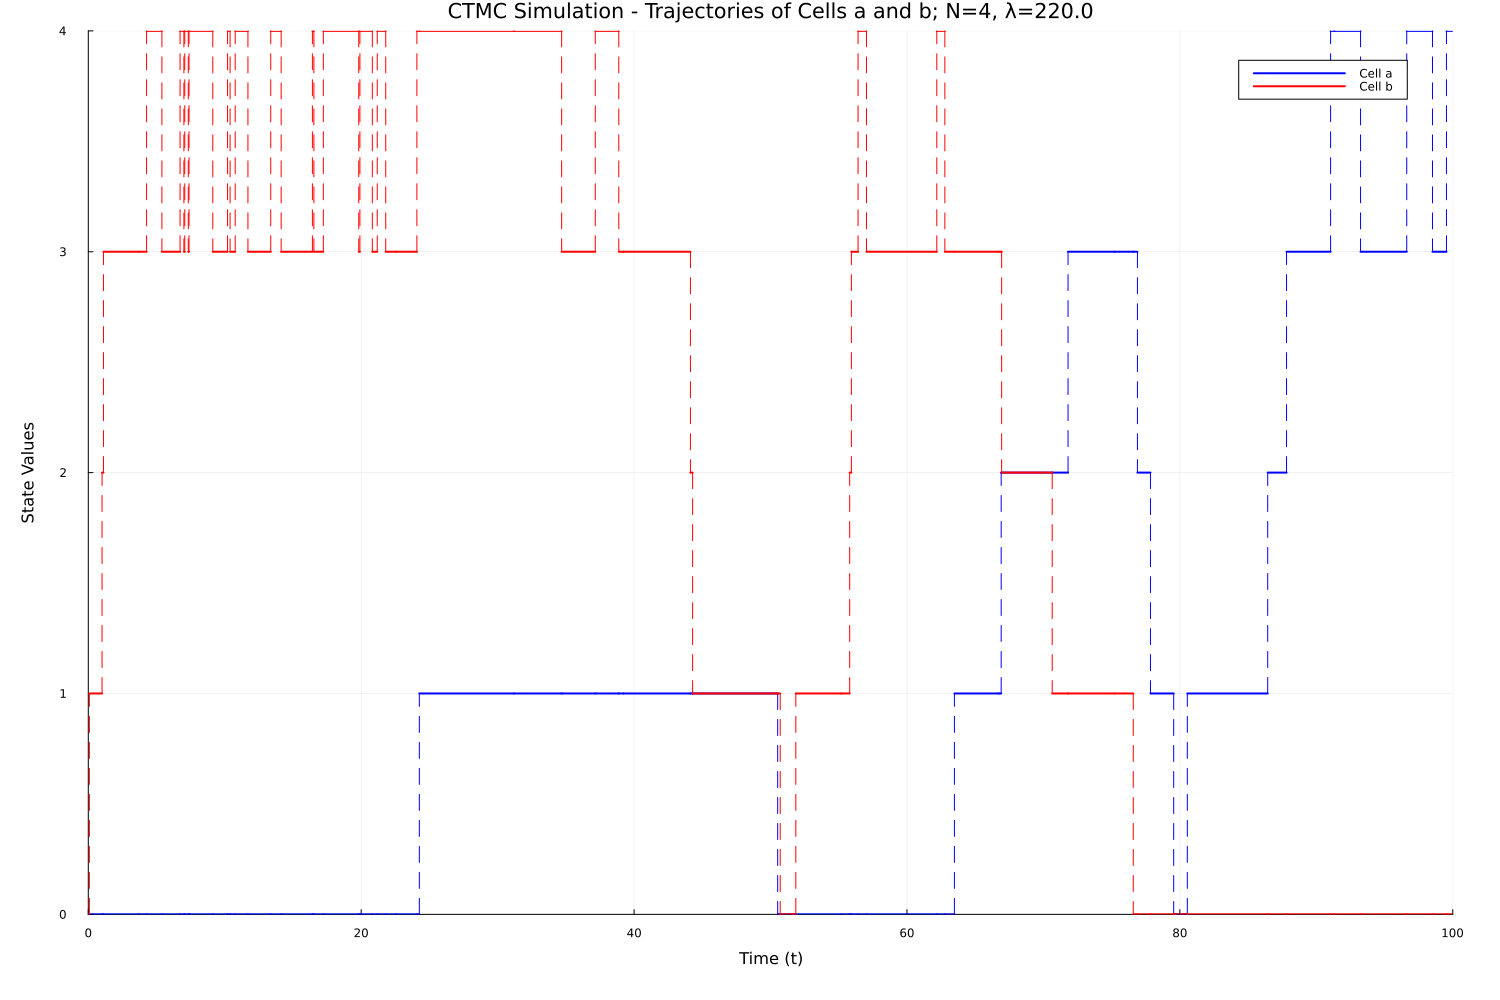 CTMC Simulation - Trajectories of Cells a and b; N=4, λ=220.0
4
Cell a
Cell b
3
State Values
2
1
0
0 20 40 60 80 100
Time (t)